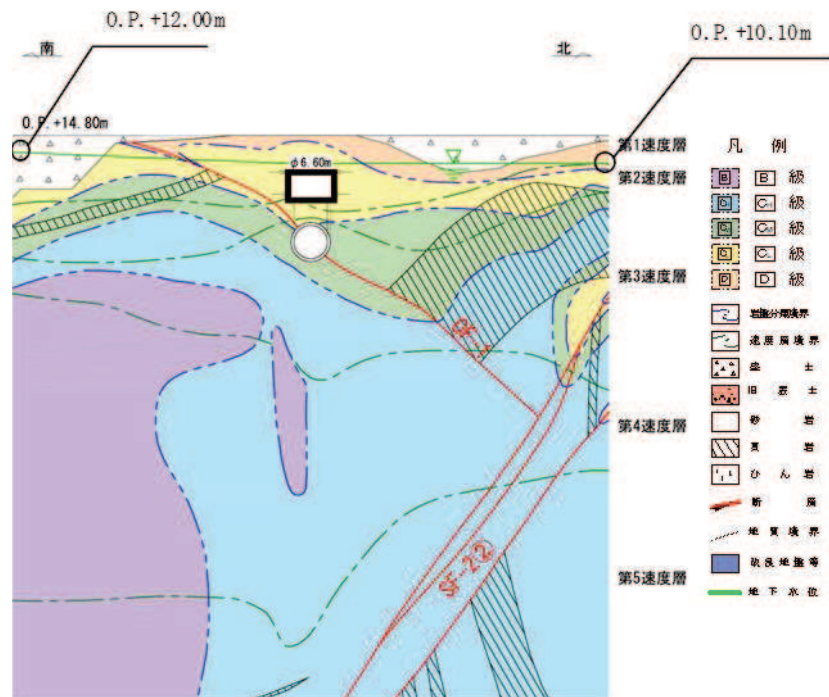 O.P.+12.00m
O.P.+10.10m
南
北
O.P.+14.80m
φ6.60m
第1速度層
第2速度層
第3速度層
第4速度層
第5速度層
SF-2②
凡例
B B 級
CH 級
CM 級
CL 級
D D 級
岩盤分類境界
速度層境界
盛土
旧表土
砂岩
頁岩
ひん岩
断層
地質境界
改良地盤等
地下水位